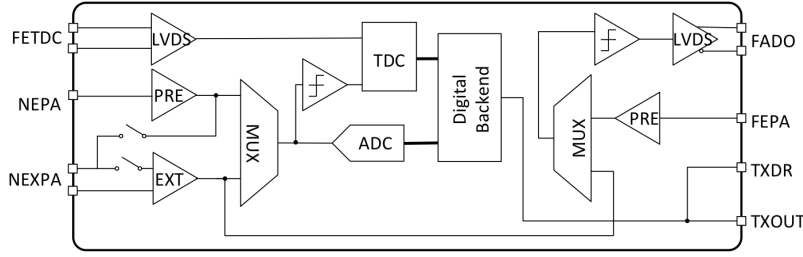 FETDC
LVDS
TDC
Digital
Backend
LVDS
FADO
NEPA
PRE
MUX
ADC
MUX
PRE
FEPA
NEXPA
EXT
TXDR
TXOUT